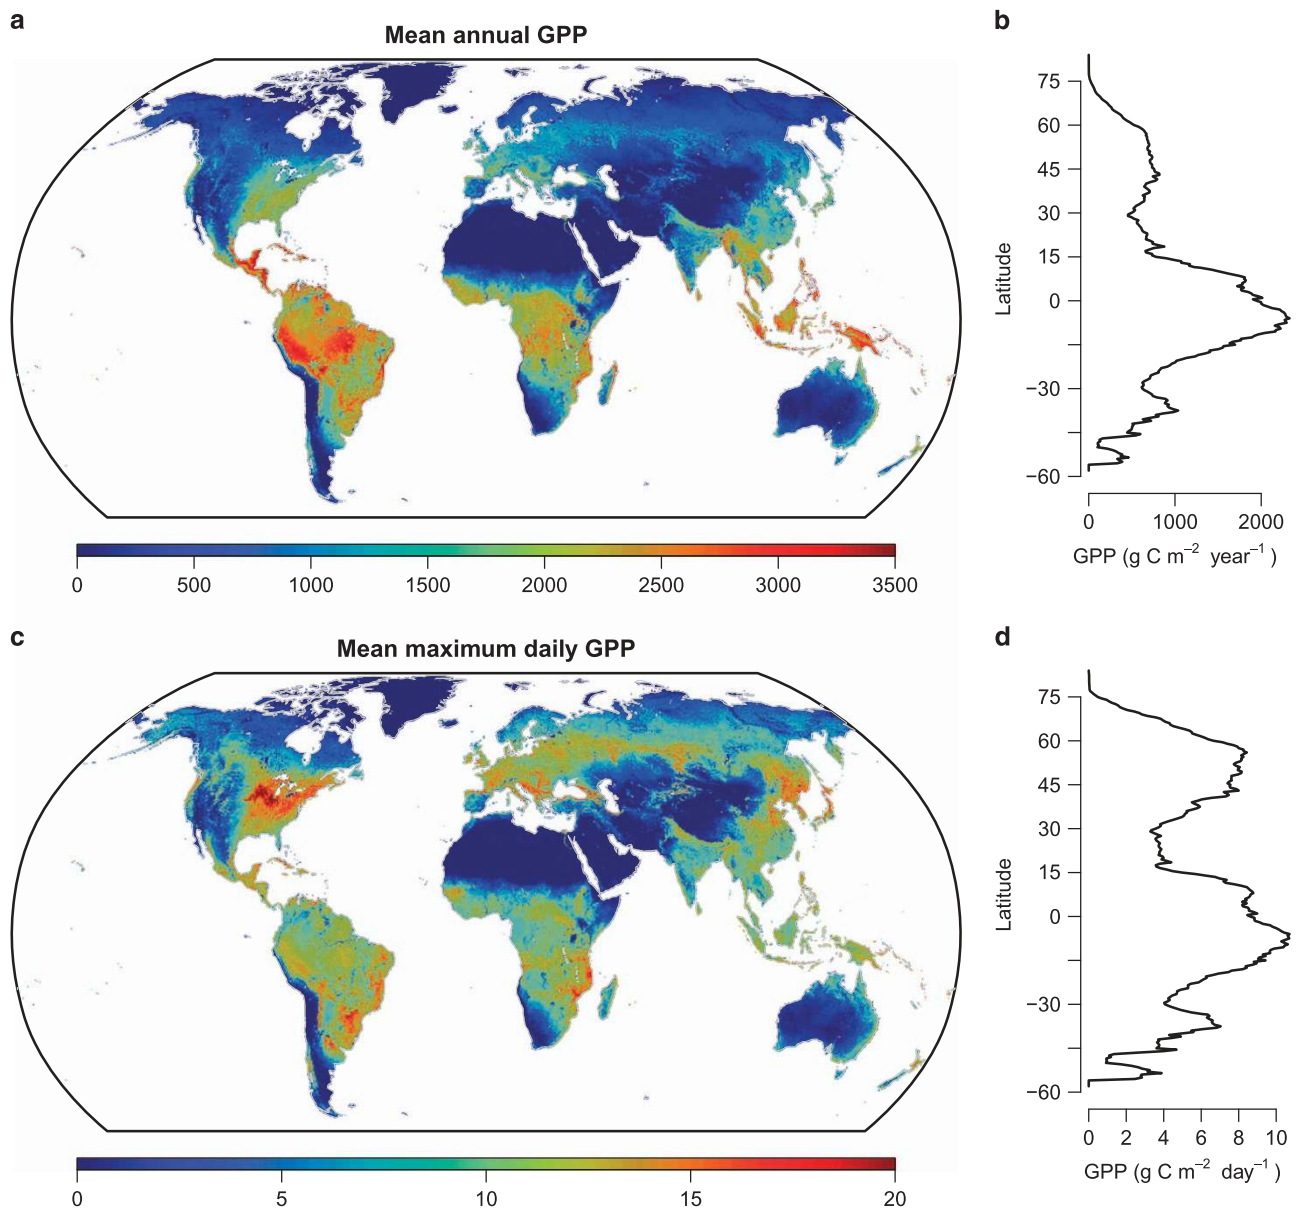 a
Mean annual GPP
0 500 1000 1500 2000 2500 3000 3500
b
75
60
45
30
15
0
−30
−60
Latitude
0 1000 2000
GPP (g C m⁻² year⁻¹ )
c
Mean maximum daily GPP
0 5 10 15 20
d
75
60
45
30
15
0
−30
−60
Latitude
0 2 4 6 8 10
GPP (g C m⁻² day⁻¹ )